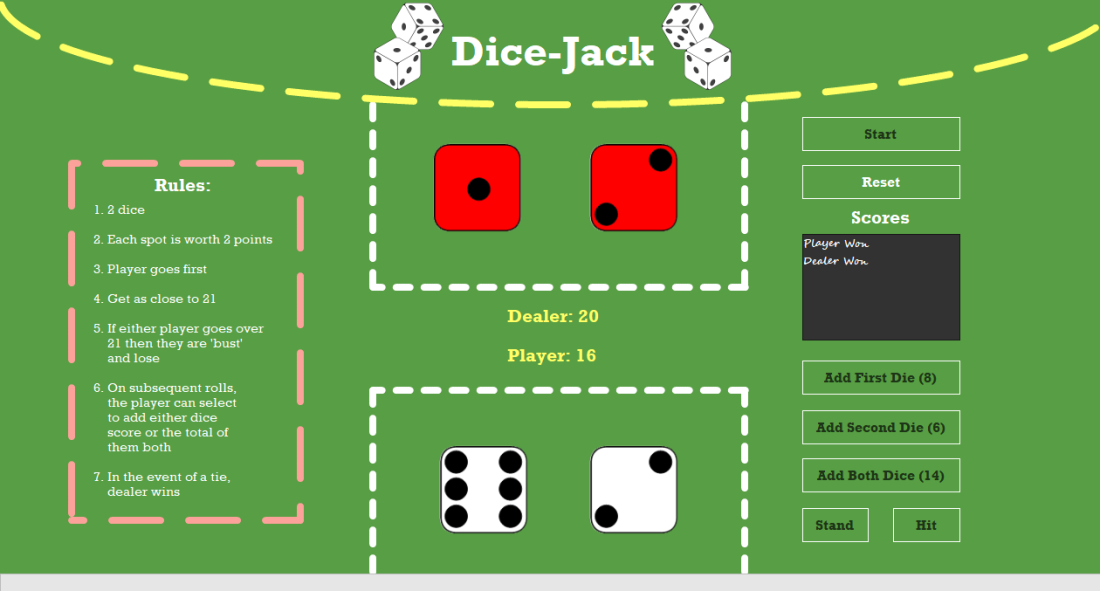 Dice-Jack
Rules:
1. 2 dice
2. Each spot is worth 2 points
3. Player goes first
4. Get as close to 21
5. If either player goes over
21 then they are 'bust'
and lose
6. On subsequent rolls,
the player can select
to add either dice
score or the total of
them both
7. In the event of a tie,
dealer wins
Dealer: 20
Player: 16
Start
Reset
Scores
Player Won
Dealer Won
Add First Die (8)
Add Second Die (6)
Add Both Dice (14)
Stand
Hit